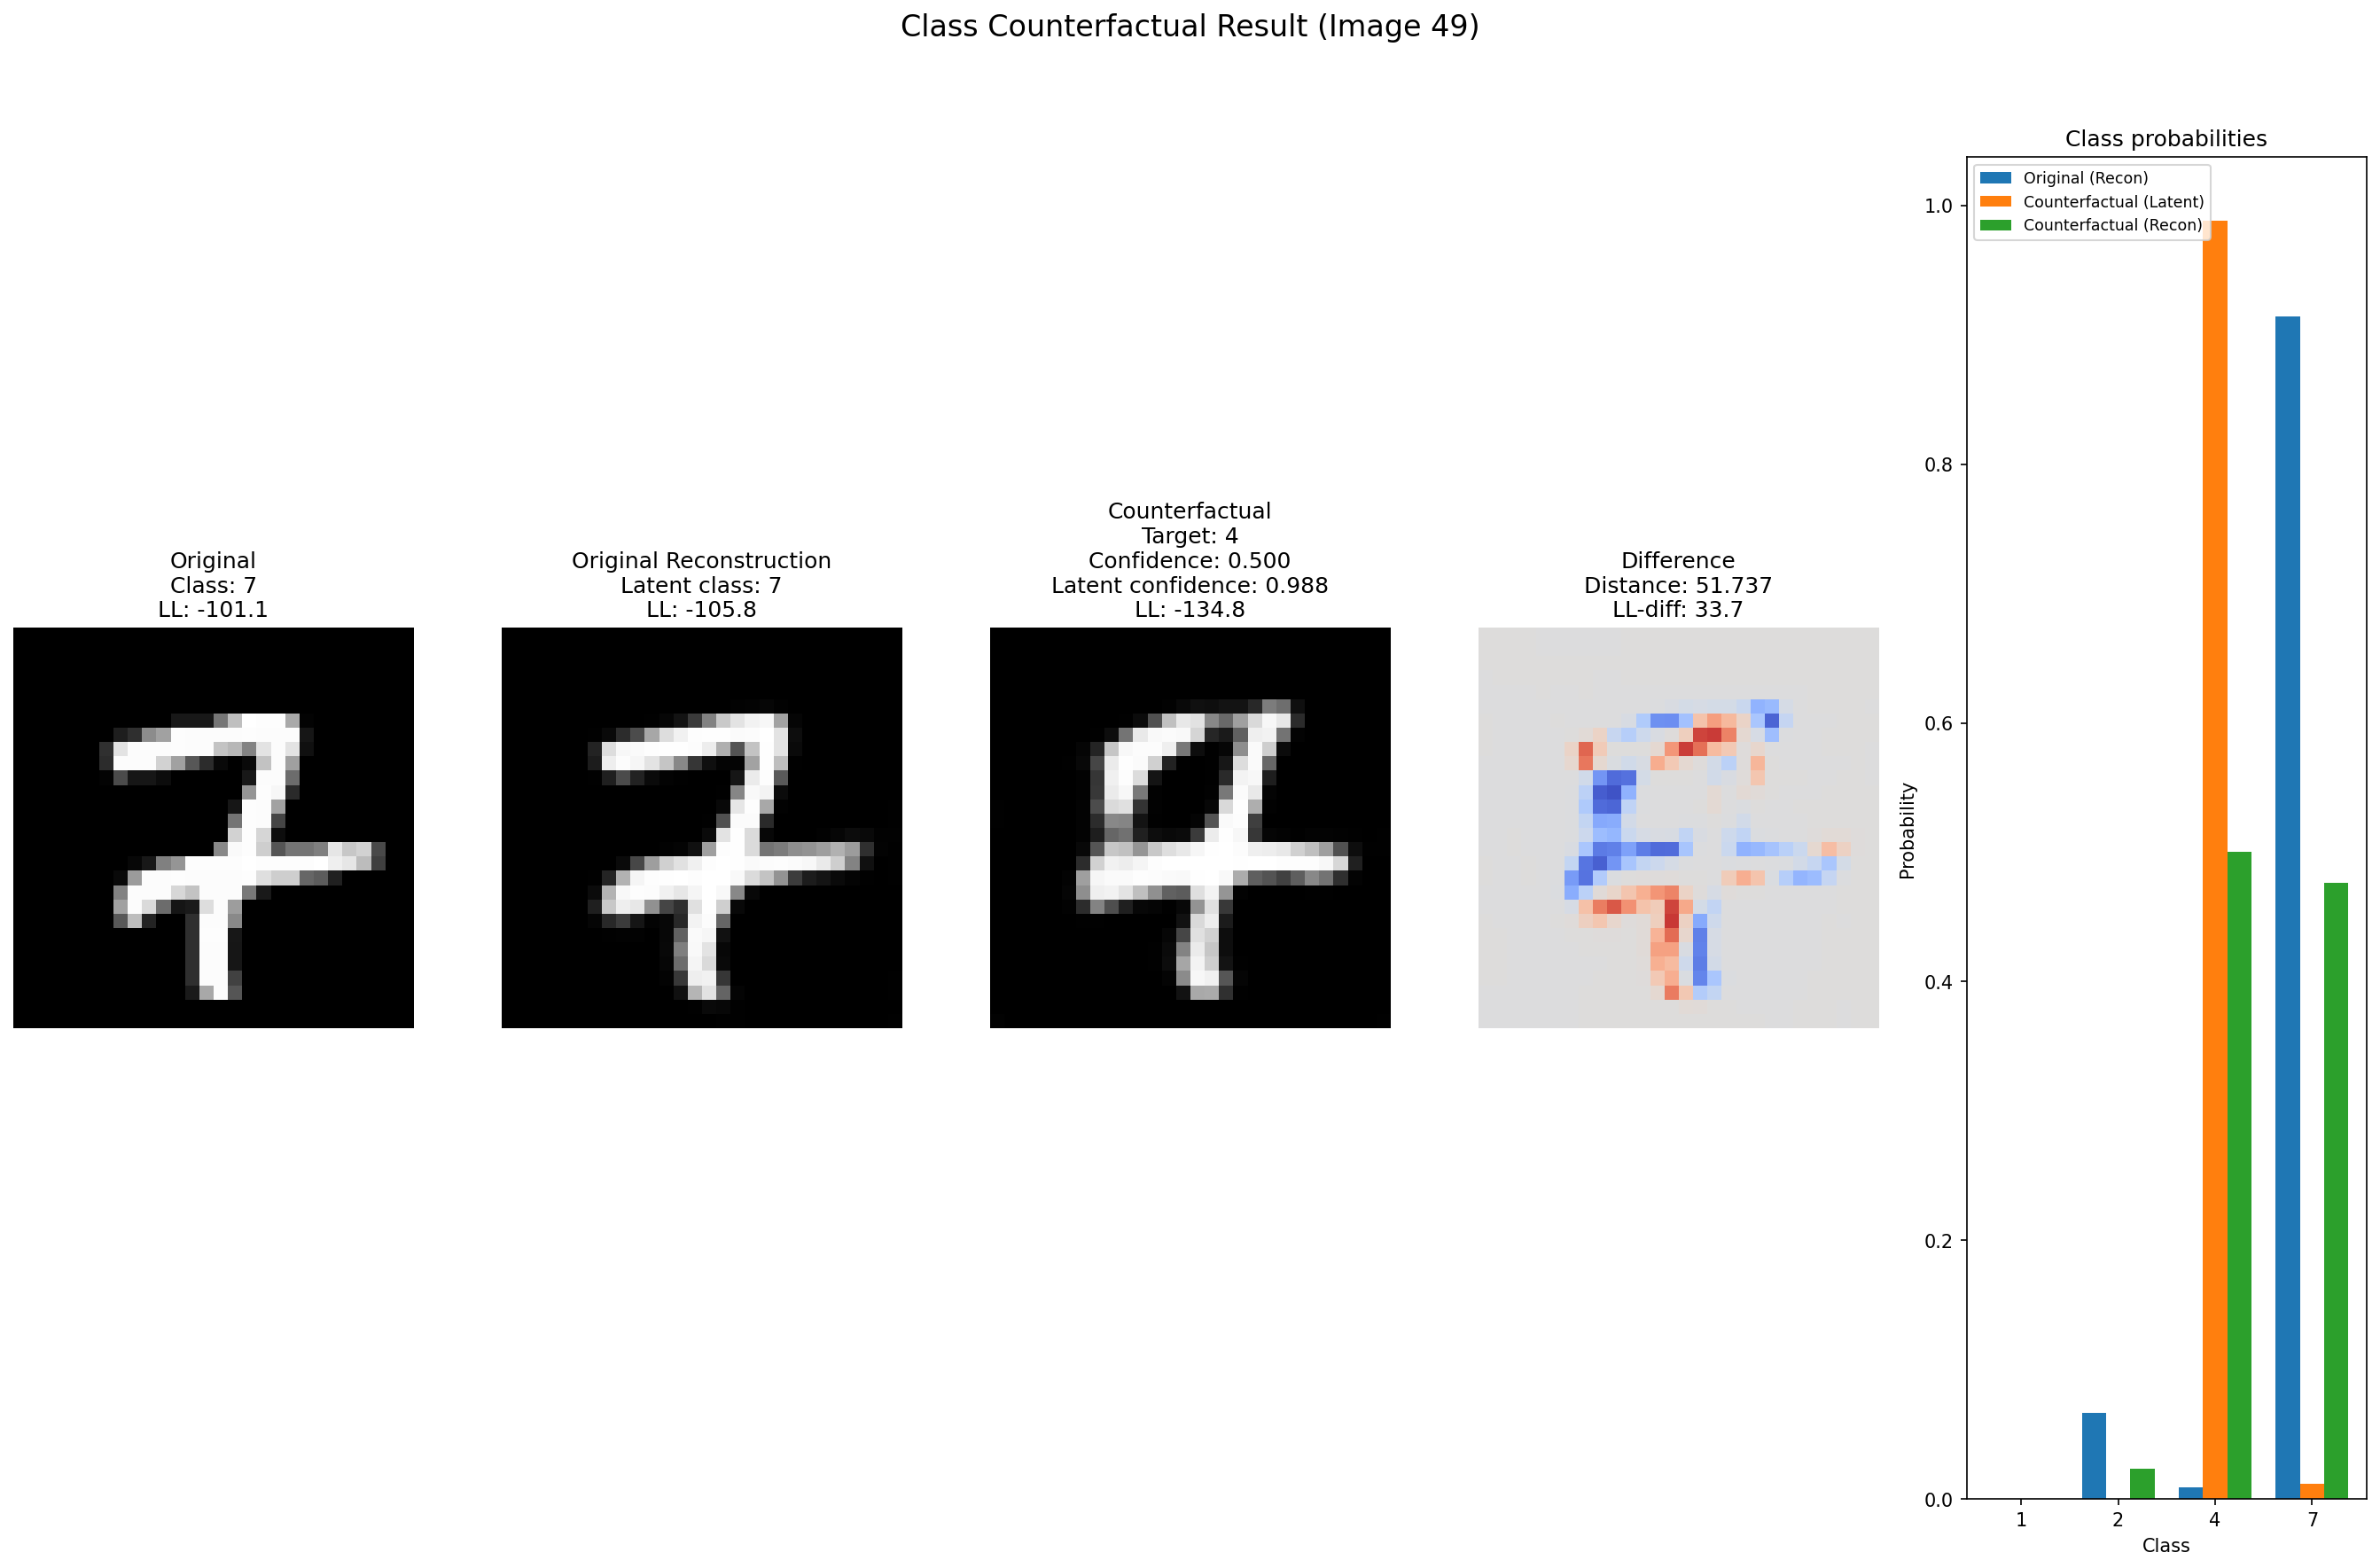 Class Counterfactual Result (Image 49)
Original
Class: 7
LL: -101.1
Original Reconstruction
Latent class: 7
LL: -105.8
Counterfactual
Target: 4
Confidence: 0.500
Latent confidence: 0.988
LL: -134.8
Difference
Distance: 51.737
LL-diff: 33.7
Class probabilities
Original (Recon)
Counterfactual (Latent)
Counterfactual (Recon)
1.0
0.8
0.6
0.4
0.2
0.0
Probability
1 2 4 7
Class